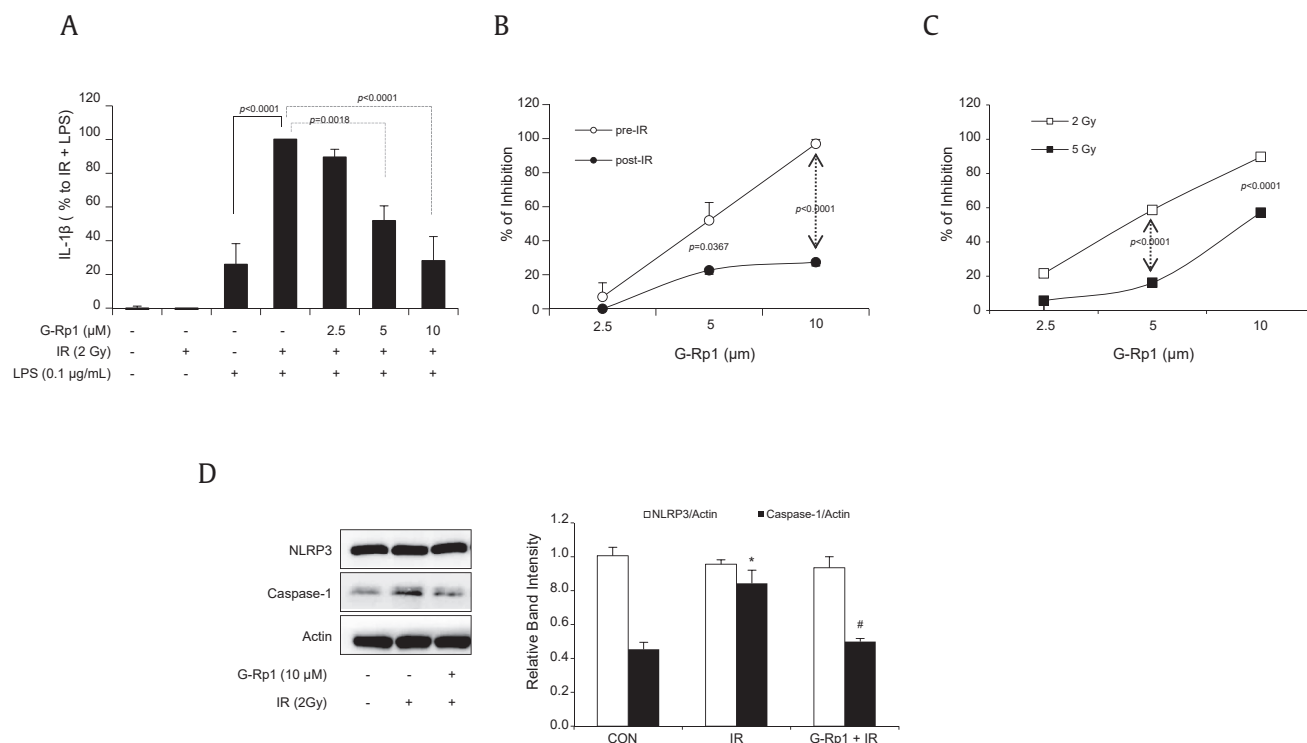 A
120
100
80
60
40
20
0
IL-1β ( % to IR + LPS)
p<0.0001
p<0.0001
p=0.0018
G-Rp1 (µM) - - - - 2.5 5 10
IR (2 Gy) - + - + + + +
LPS (0.1 µg/mL) - - + + + + +
B
120
100
80
60
40
20
0
% of Inhibition
pre-IR
post-IR
p<0.0001
p=0.0367
2.5 5 10
G-Rp1 (µm)
C
120
100
80
60
40
20
0
% of Inhibition
2 Gy
5 Gy
p<0.0001
p<0.0001
2.5 5 10
G-Rp1 (µm)
D
NLRP3
Caspase-1
Actin
G-Rp1 (10 µM) - - +
IR (2Gy) - + +
NLRP3/Actin Caspase-1/Actin
1.2
1.0
0.8
0.6
0.4
0.2
0.0
Relative Band Intensity
*
#
CON IR G-Rp1 + IR